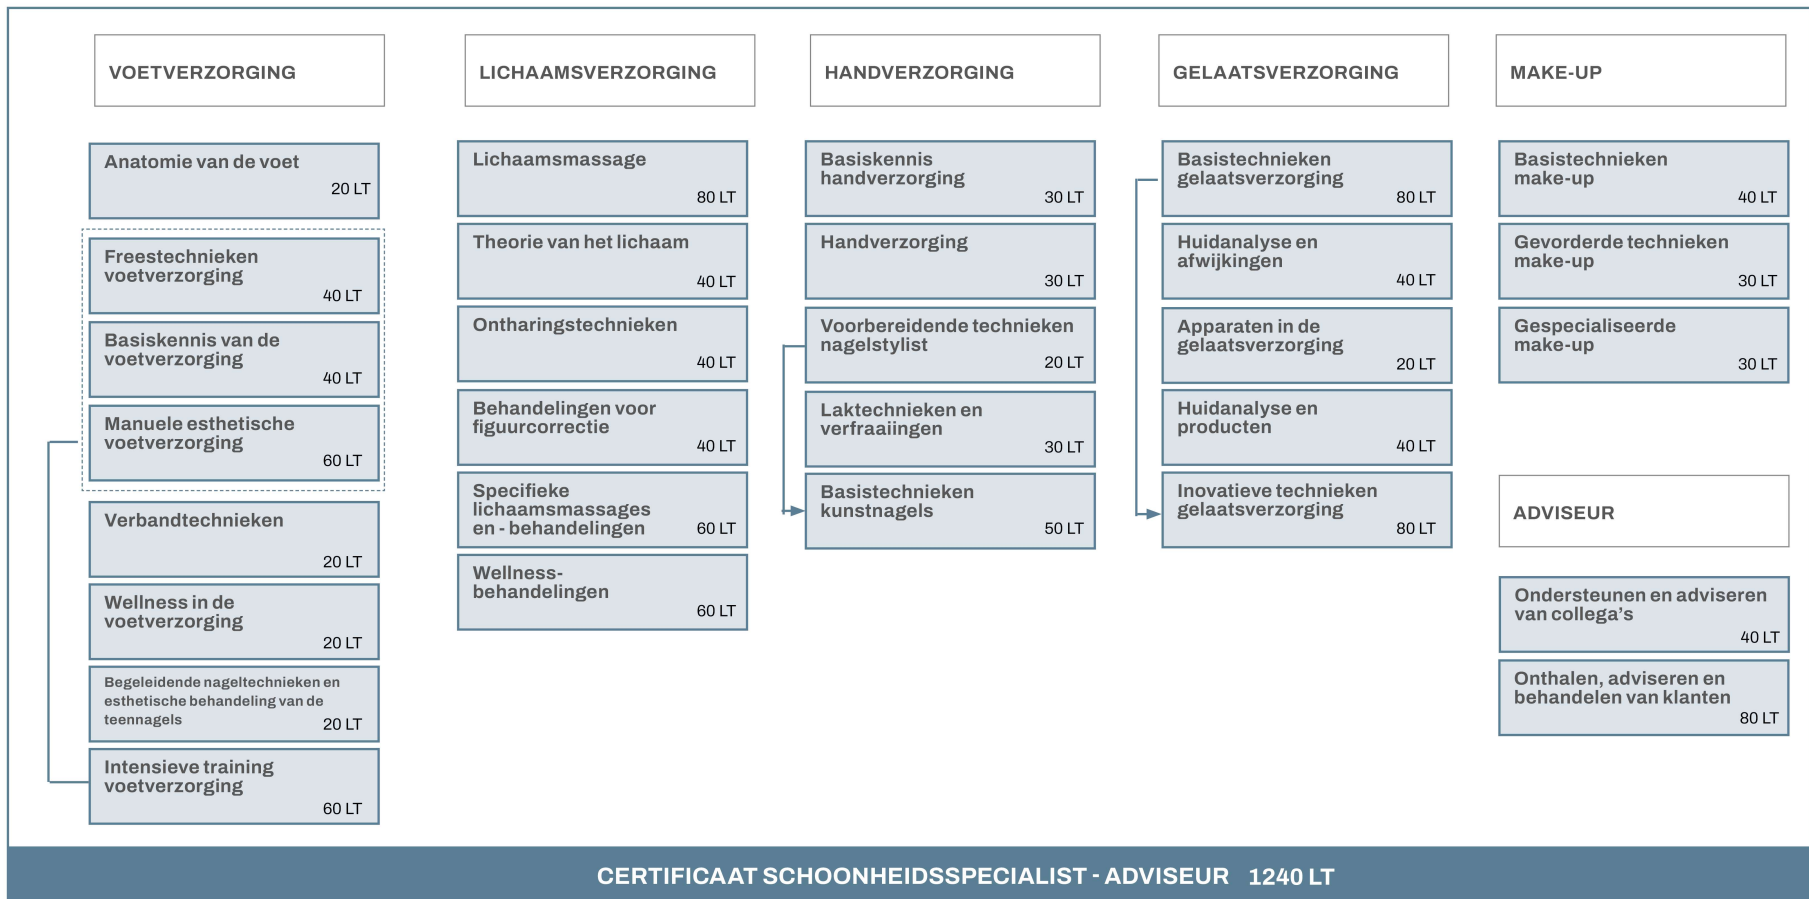 VOETVERZORGING
Anatomie van de voet
20 LT
Freestechnieken
voetverzorging
40 LT
Basiskennis van de
voetverzorging
40 LT
Manuele esthetische
voetverzorging
60 LT
Verbandtechnieken
20 LT
Wellness in de
voetverzorging
20 LT
Begeleidende nageltechnieken en
esthetische behandeling van de
teennagels
20 LT
Intensieve training
voetverzorging
60 LT
LICHAAMSVERZORGING
Lichaamsmassage
80 LT
Theorie van het lichaam
40 LT
Ontharingstechnieken
40 LT
Behandelingen voor
figuurcorrectie
40 LT
Specifieke
lichaamsmassages
en - behandelingen
60 LT
Wellness-
behandelingen
60 LT
HANDVERZORGING
Basiskennis
handverzorging
30 LT
Handverzorging
30 LT
Voorbereidende technieken
nagelstylist
20 LT
Laktechnieken en
verfraaiingen
30 LT
Basistechnieken
kunstnagels
50 LT
GELAATSVERZORGING
Basistechnieken
gelaatsverzorging
80 LT
Huidanalyse en
afwijkingen
40 LT
Apparaten in de
gelaatsverzorging
20 LT
Huidanalyse en
producten
40 LT
Inovatieve technieken
gelaatsverzorging
80 LT
MAKE-UP
Basistechnieken
make-up
40 LT
Gevorderde technieken
make-up
30 LT
Gespecialiseerde
make-up
30 LT
ADVISEUR
Ondersteunen en adviseren
van collega's
40 LT
Onthalen, adviseren en
behandelen van klanten
80 LT
CERTIFICAAT SCHOONHEIDSSPECIALIST - ADVISEUR 1240 LT